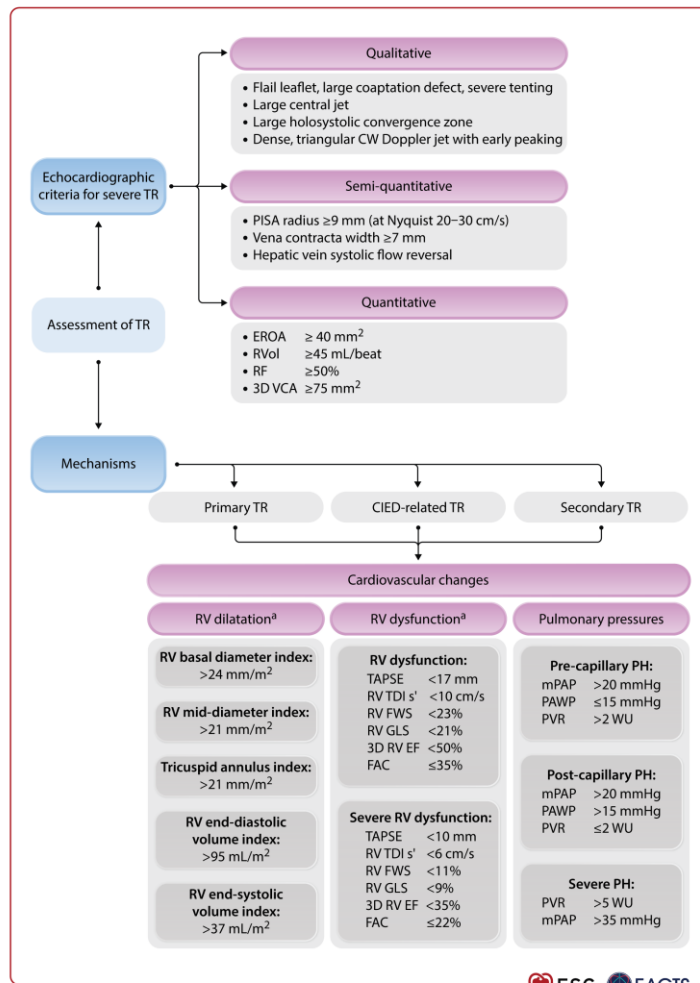 Qualitative
• Flail leaflet, large coaptation defect, severe tenting
• Large central jet
• Large holosystolic convergence zone
• Dense, triangular CW Doppler jet with early peaking
Echocardiographic
criteria for severe TR
Semi-quantitative
• PISA radius ≥9 mm (at Nyquist 20–30 cm/s)
• Vena contracta width ≥7 mm
• Hepatic vein systolic flow reversal
Assessment of TR
Quantitative
• EROA ≥ 40 mm²
• RVol ≥45 mL/beat
• RF ≥50%
• 3D VCA ≥75 mm²
Mechanisms
Primary TR
CIED-related TR
Secondary TR
Cardiovascular changes
RV dilatationᵃ
RV basal diameter index:
>24 mm/m²
RV mid-diameter index:
>21 mm/m²
Tricuspid annulus index:
>21 mm/m²
RV end-diastolic
volume index:
>95 mL/m²
RV end-systolic
volume index:
>37 mL/m²
RV dysfunctionᵃ
RV dysfunction:
TAPSE <17 mm
RV TDI s' <10 cm/s
RV FWS <23%
RV GLS <21%
3D RV EF <50%
FAC ≤35%
Severe RV dysfunction:
TAPSE <10 mm
RV TDI s' <6 cm/s
RV FWS <11%
RV GLS <9%
3D RV EF <35%
FAC ≤22%
Pulmonary pressures
Pre-capillary PH:
mPAP >20 mmHg
PAWP ≤15 mmHg
PVR >2 WU
Post-capillary PH:
mPAP >20 mmHg
PAWP >15 mmHg
PVR ≤2 WU
Severe PH:
PVR >5 WU
mPAP >35 mmHg
ESC EACTS